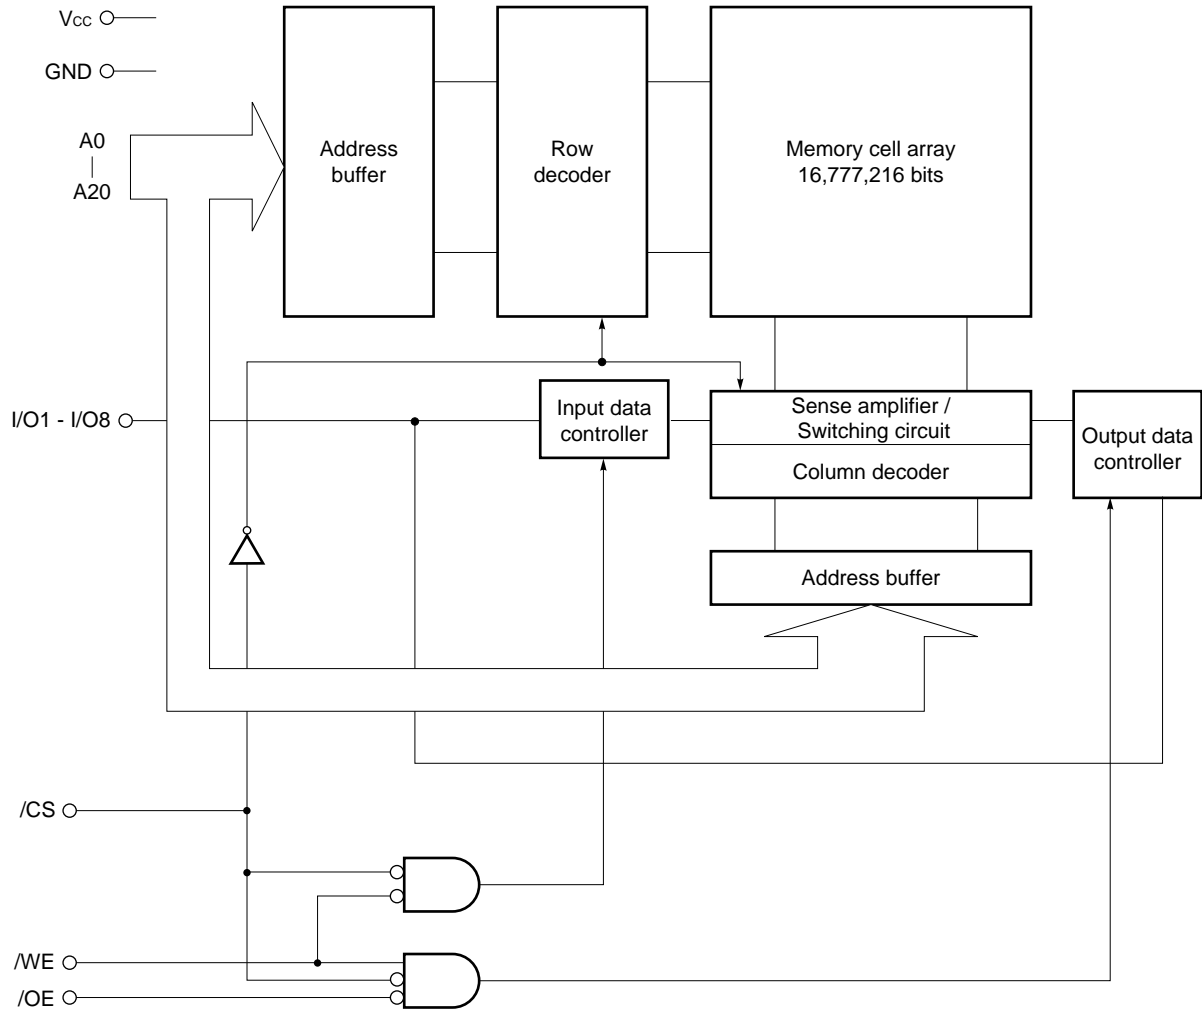 Vcc
GND
A0
A20
Address
buffer
Row
decoder
Memory cell array
16,777,216 bits
I/O1 - I/O8
Input data
controller
Sense amplifier /
Switching circuit
Column decoder
Output data
controller
Address buffer
/CS
/WE
/OE